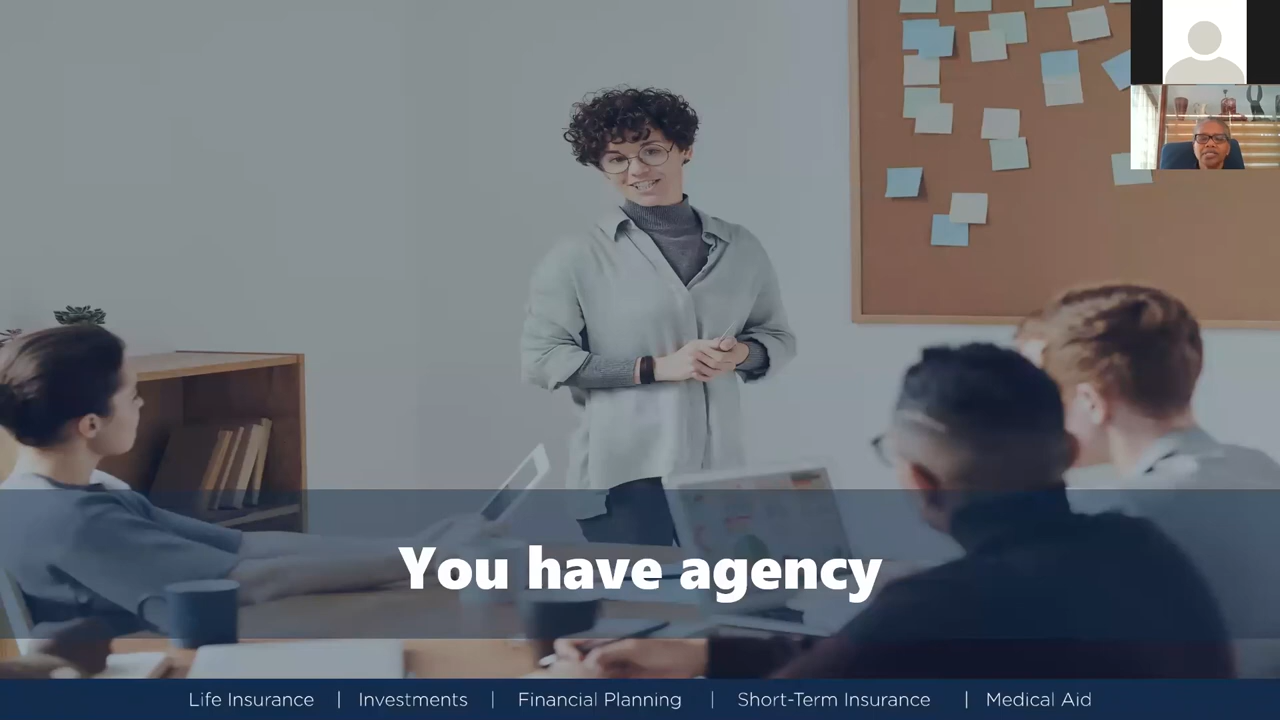 You have agency
Life Insurance | Investments | Financial Planning | Short-Term Insurance | Medical Aid